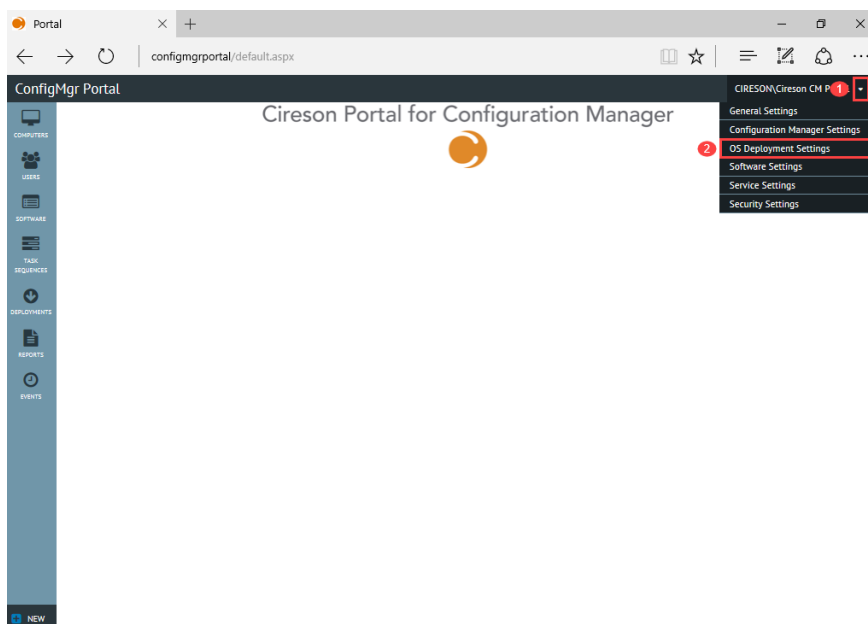 Portal
configmgrportal/default.aspx
ConfigMgr Portal
CIRESON\Cireson CM P
1
Cireson Portal for Configuration Manager
General Settings
Configuration Manager Settings
2
OS Deployment Settings
Software Settings
Service Settings
Security Settings
COMPUTERS
USERS
SOFTWARE
TASK
SEQUENCES
DEPLOYMENTS
REPORTS
EVENTS
NEW